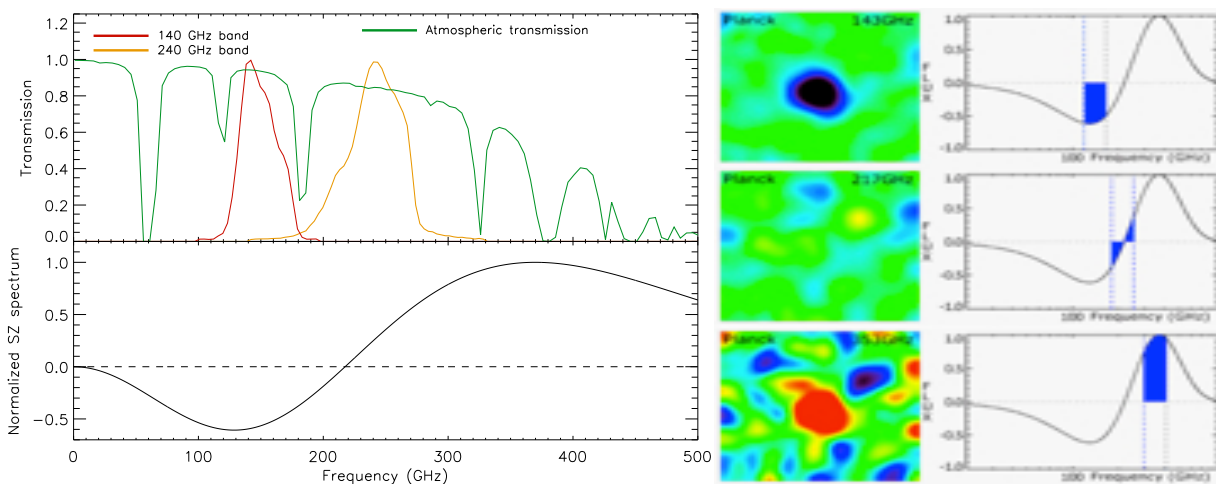 1.2
1.0
0.8
0.6
0.4
0.2
0.0
Transmission
140 GHz band
240 GHz band
Atmospheric transmission
1.0
0.5
0.0
−0.5
Normalized SZ spectrum
0 100 200 300 400 500
Frequency (GHz)
Planck 143GHz
1.0
0.5
0.0
-0.5
-1.0
100 Frequency (GHz)
Planck 217GHz
1.0
0.5
0.0
-0.5
-1.0
100 Frequency (GHz)
Planck 353GHz
1.0
0.5
0.0
-0.5
-1.0
100 Frequency (GHz)